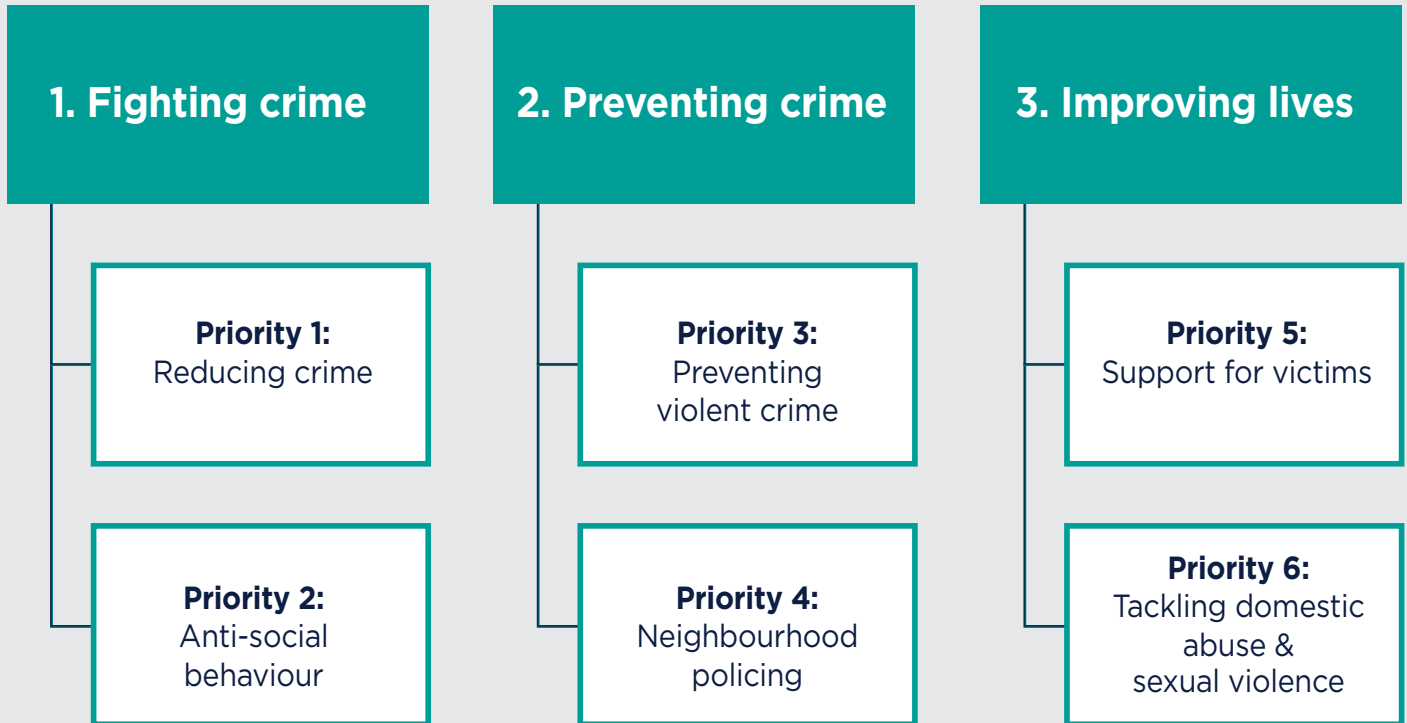 1. Fighting crime
Priority 1:
Reducing crime
Priority 2:
Anti-social
behaviour
2. Preventing crime
Priority 3:
Preventing
violent crime
Priority 4:
Neighbourhood
policing
3. Improving lives
Priority 5:
Support for victims
Priority 6:
Tackling domestic
abuse &
sexual violence